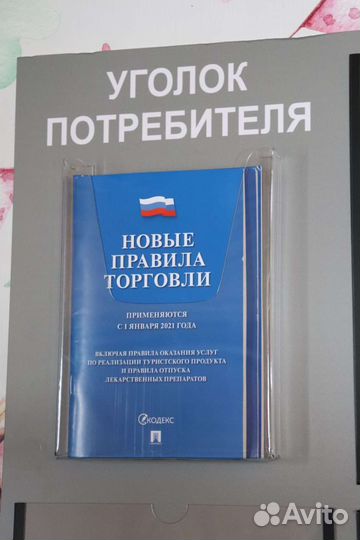 УГОЛОК
ПОТРЕБИТЕЛЯ
НОВЫЕ
ПРАВИЛА
ТОРГОВЛИ
ПРИМЕНЯЮТСЯ
С 1 ЯНВАРЯ 2021 ГОДА
ВКЛЮЧАЯ ПРАВИЛА ОКАЗАНИЯ УСЛУГ
ПО РЕАЛИЗАЦИИ ТУРИСТСКОГО ПРОДУКТА
И ПРАВИЛА ОТПУСКА
ЛЕКАРСТВЕННЫХ ПРЕПАРАТОВ
КОДЕКС
Avito